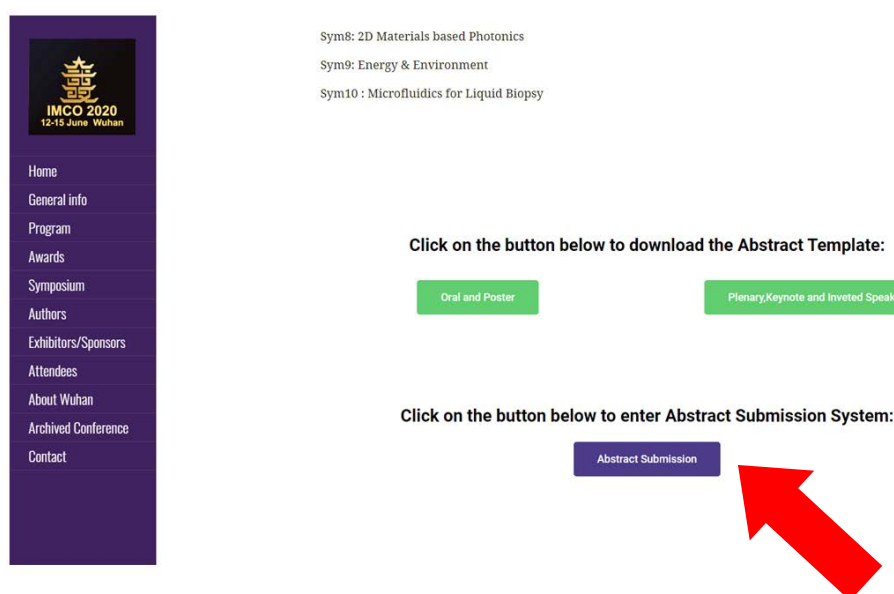 IMCO 2020
12-15 June Wuhan
Home
General info
Program
Awards
Symposium
Authors
Exhibitors/Sponsors
Attendees
About Wuhan
Archived Conference
Contact
Sym8: 2D Materials based Photonics
Sym9: Energy & Environment
Sym10 : Microfluidics for Liquid Biopsy
Click on the button below to download the Abstract Template:
Oral and Poster
Plenary,Keynote and Inveted Speak
Click on the button below to enter Abstract Submission System:
Abstract Submission